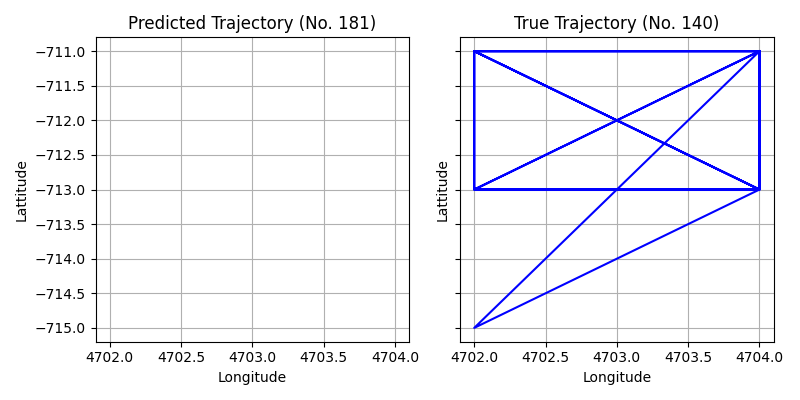 Predicted Trajectory (No. 181)
−711.0
−711.5
−712.0
−712.5
−713.0
−713.5
−714.0
−714.5
−715.0
Lattitude
4702.0 4702.5 4703.0 4703.5 4704.0
Longitude
True Trajectory (No. 140)
Lattitude
4702.0 4702.5 4703.0 4703.5 4704.0
Longitude